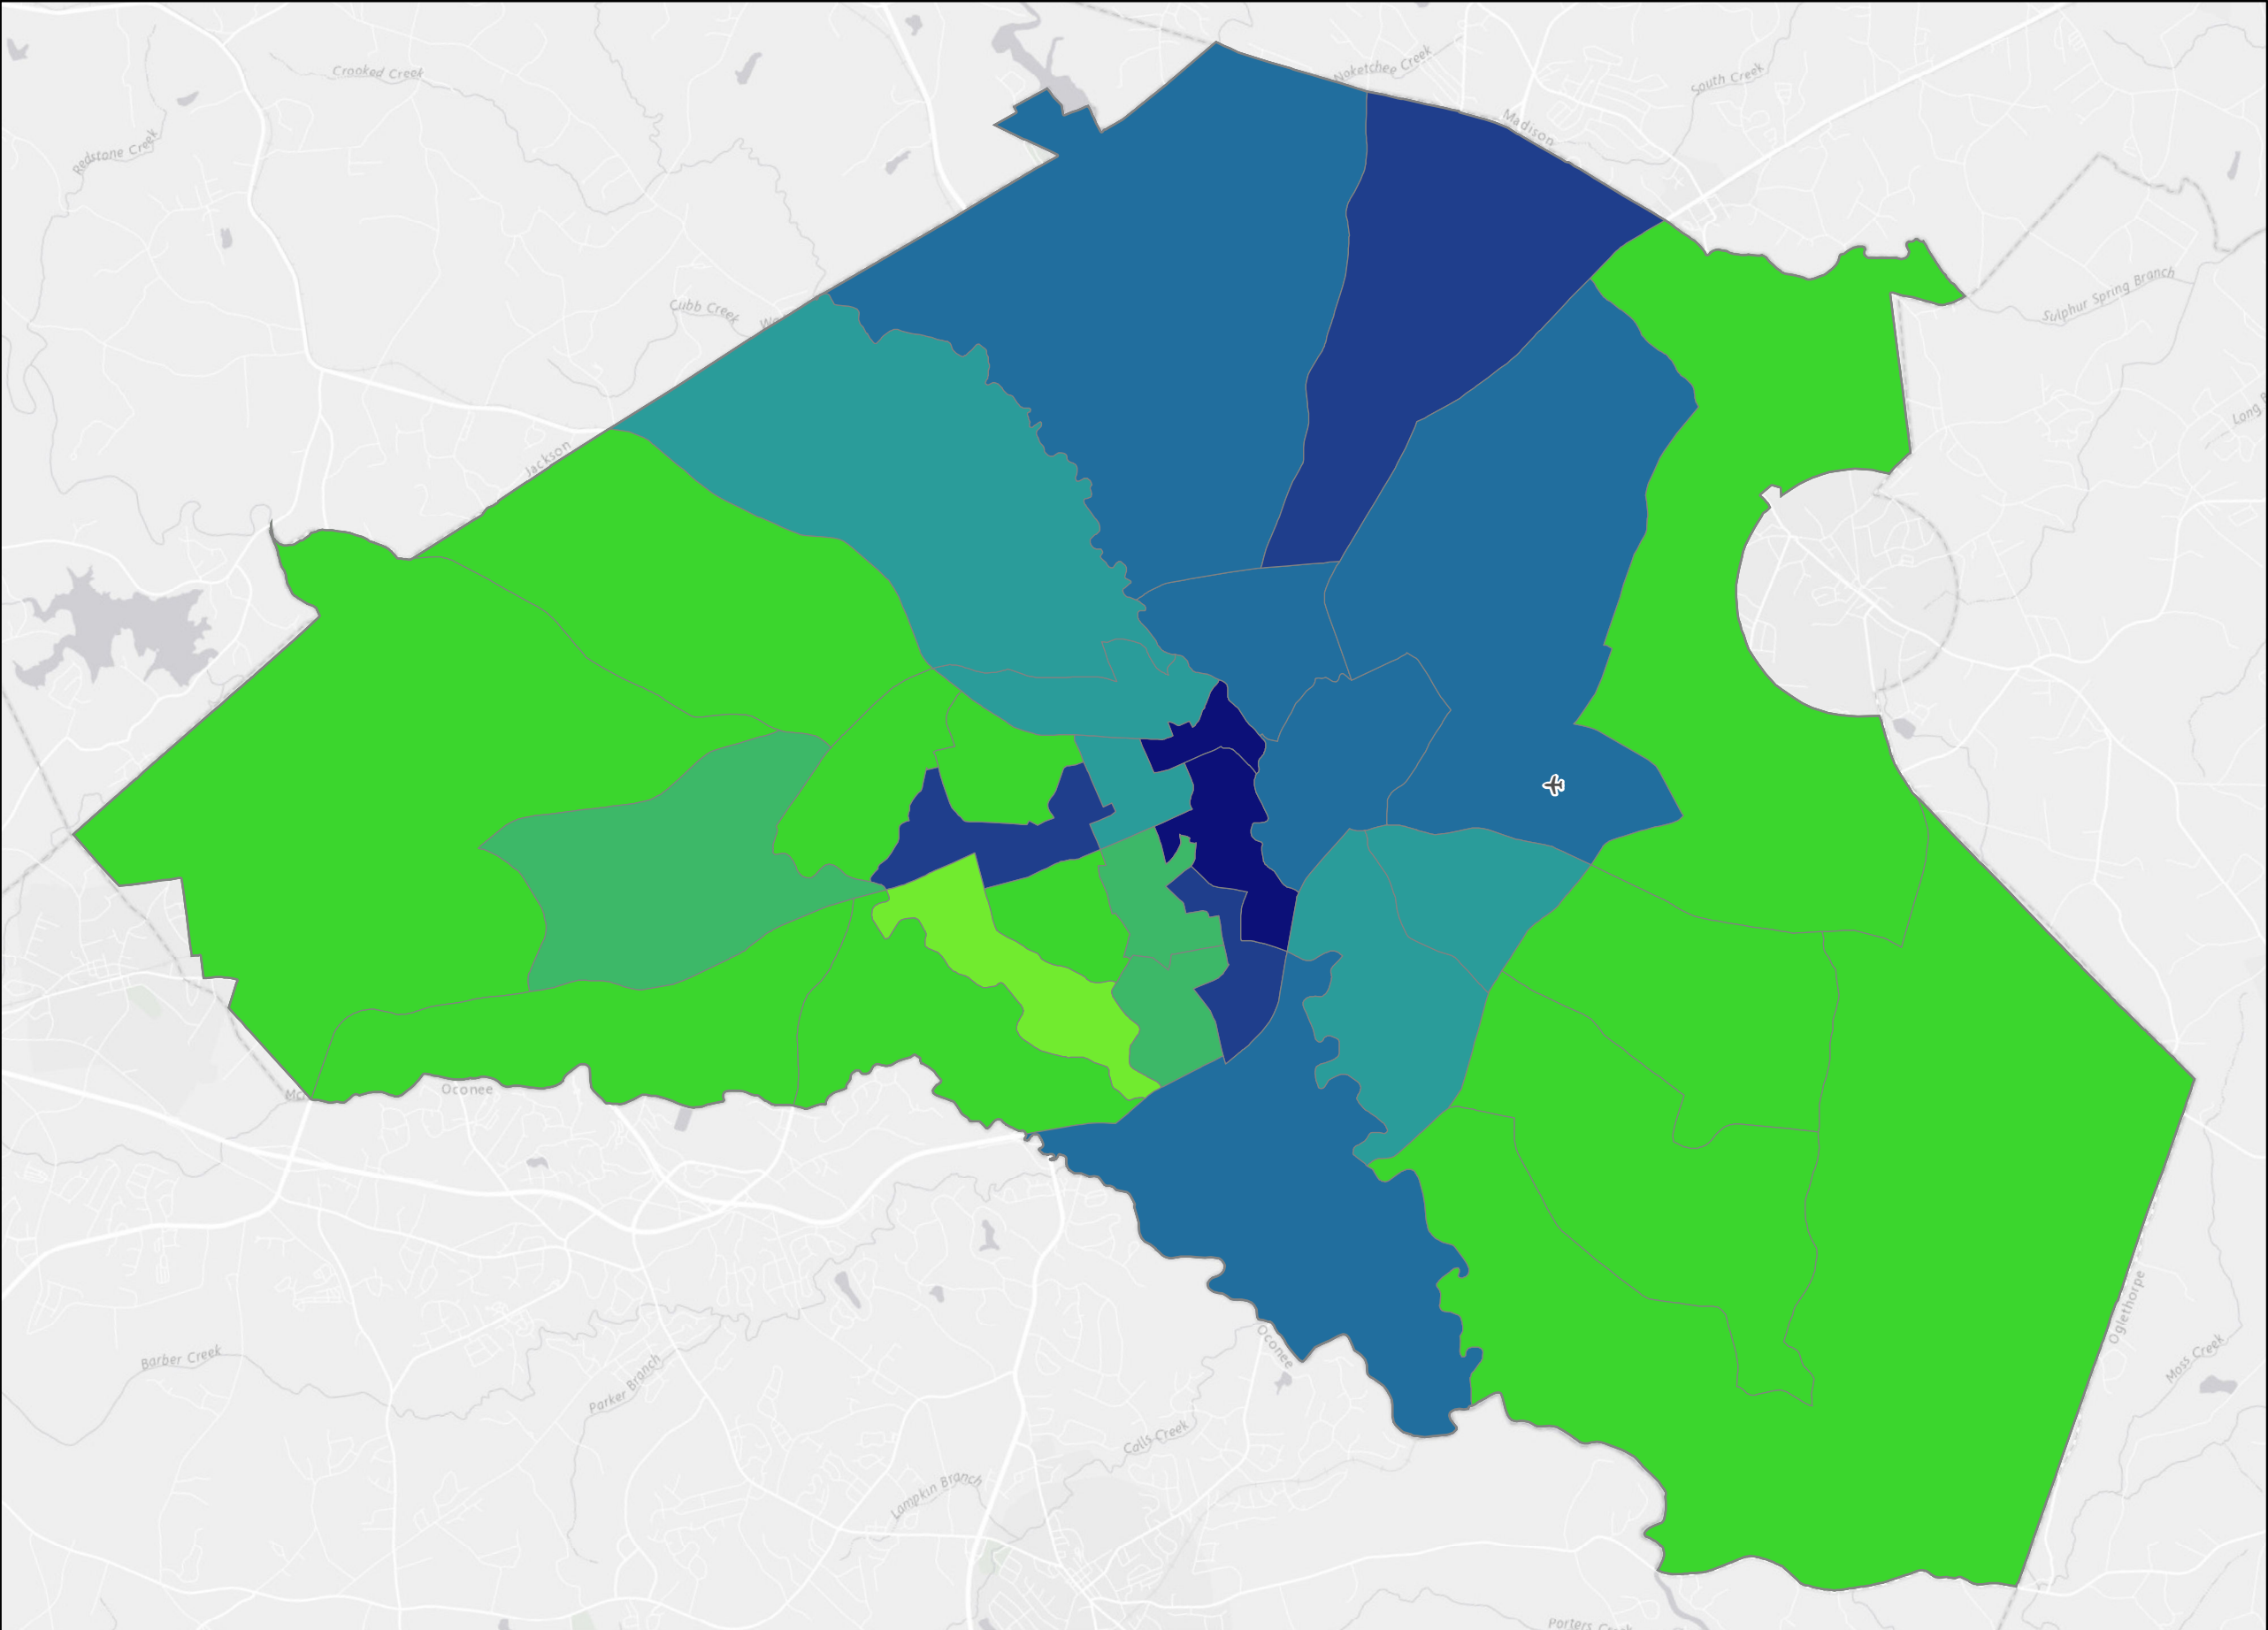 Crooked Creek
Noketchee Creek
South Creek
Madison
Redstone Creek
Sulphur Spring Branch
Cubb Creek
Jackson
Oconee
Oglethorpe
Oconee
Barber Creek
Parker Branch
Moss Creek
Calls Creek
Lampkin Branch